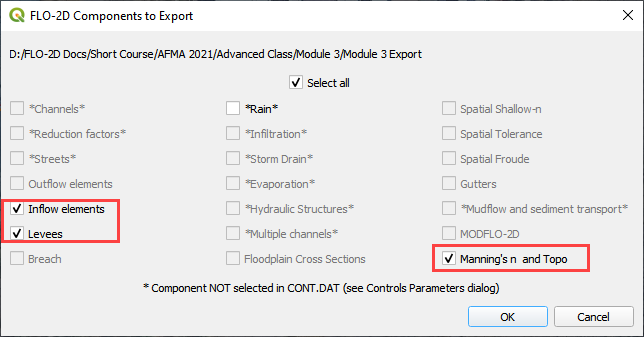 FLO-2D Components to Export
D:/FLO-2D Docs/Short Course/AFMA 2021/Advanced Class/Module 3/Module 3 Export
Select all
*Channels* *Rain* Spatial Shallow-n
*Reduction factors* *Infiltration* Spatial Tolerance
*Streets* *Storm Drain* Spatial Froude
Outflow elements *Evaporation* Gutters
Inflow elements *Hydraulic Structures* *Mudflow and sediment transport*
Levees *Multiple channels* MODFLO-2D
Breach Floodplain Cross Sections Manning's n and Topo
* Component NOT selected in CONT.DAT (see Controls Parameters dialog)
OK Cancel